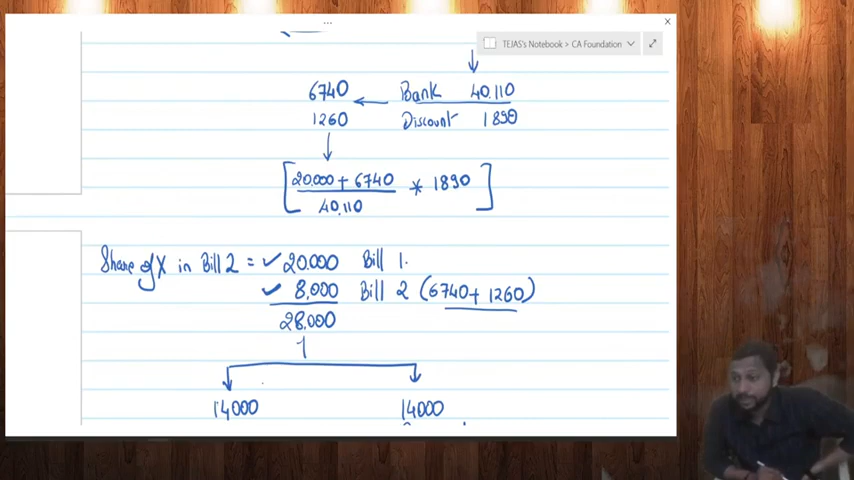 TEJAS's Notebook > CA Foundation
6740 ← Bank 40.110
1260 Discount 1890
[20.000 + 6740 / 40.110 * 1890]
Share of X in Bill 2 = ✓ 20.000 Bill 1.
✓ 8.000 Bill 2 (6740 + 1260)
28.000
14000 14000